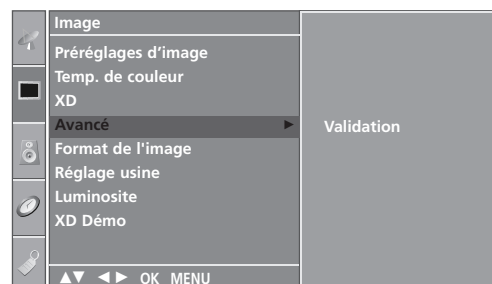 Image
Préréglages d’image
Temp. de couleur
XD
Avancé ► Validation
Format de l'image
Réglage usine
Luminosite
XD Démo
▲▼ ◄► OK MENU